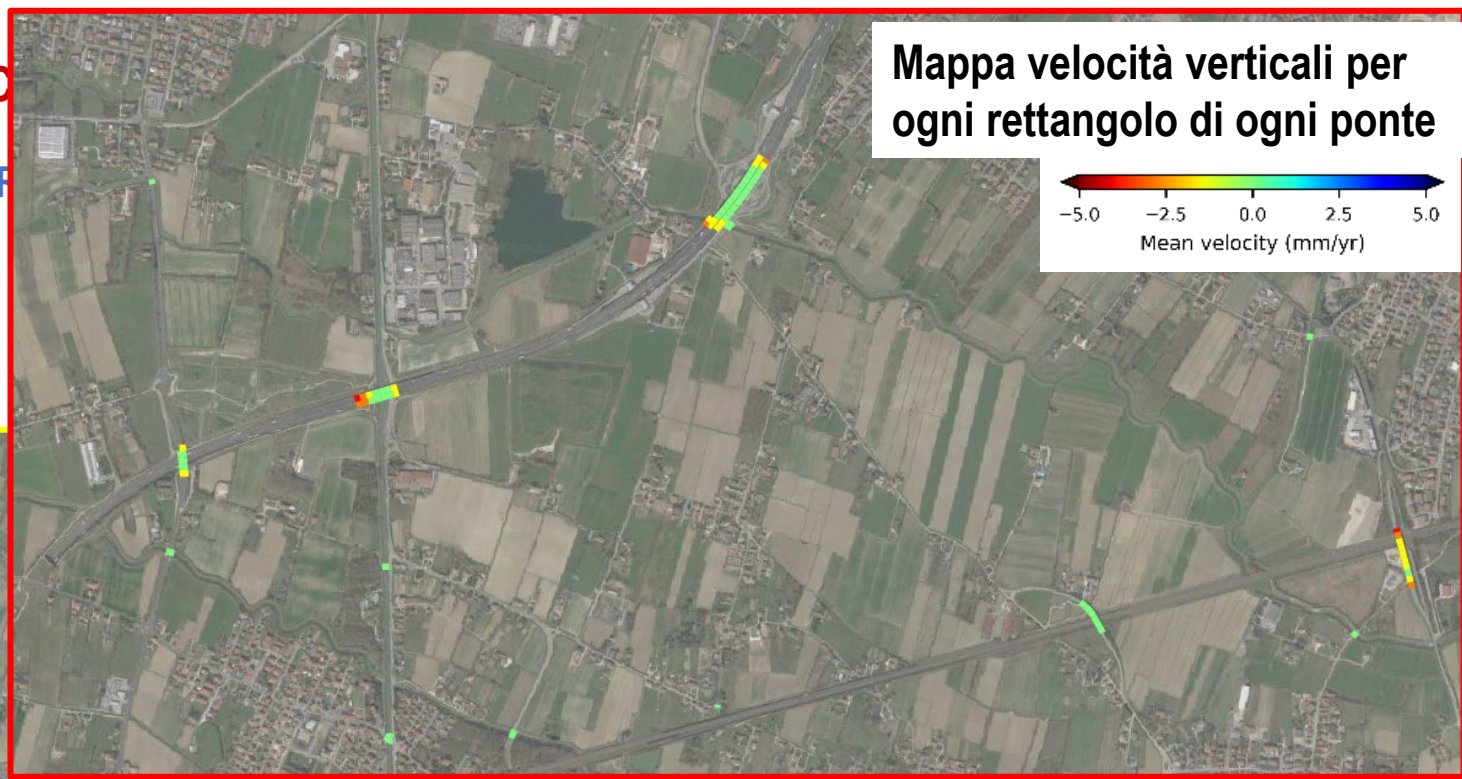 Mappa velocità verticali per
ogni rettangolo di ogni ponte
−5.0 −2.5 0.0 2.5 5.0
Mean velocity (mm/yr)